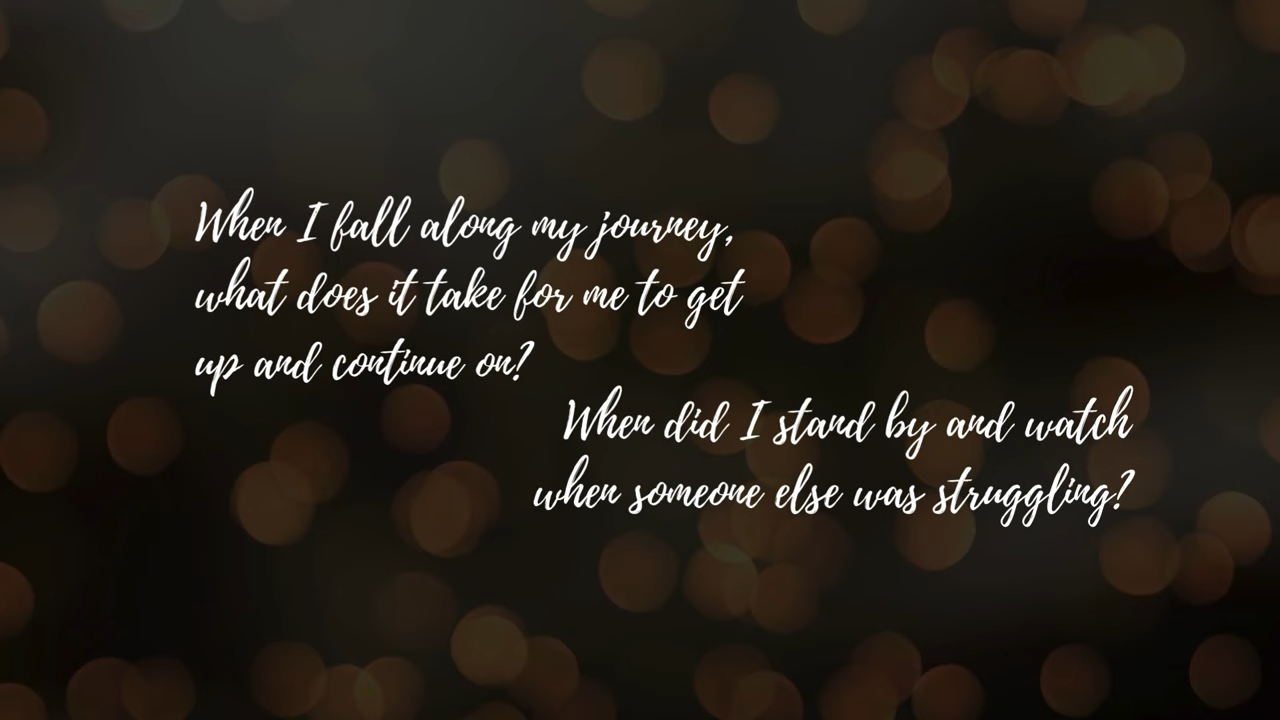 When I fall along my journey,
what does it take for me to get
up and continue on?
When did I stand by and watch
when someone else was struggling?